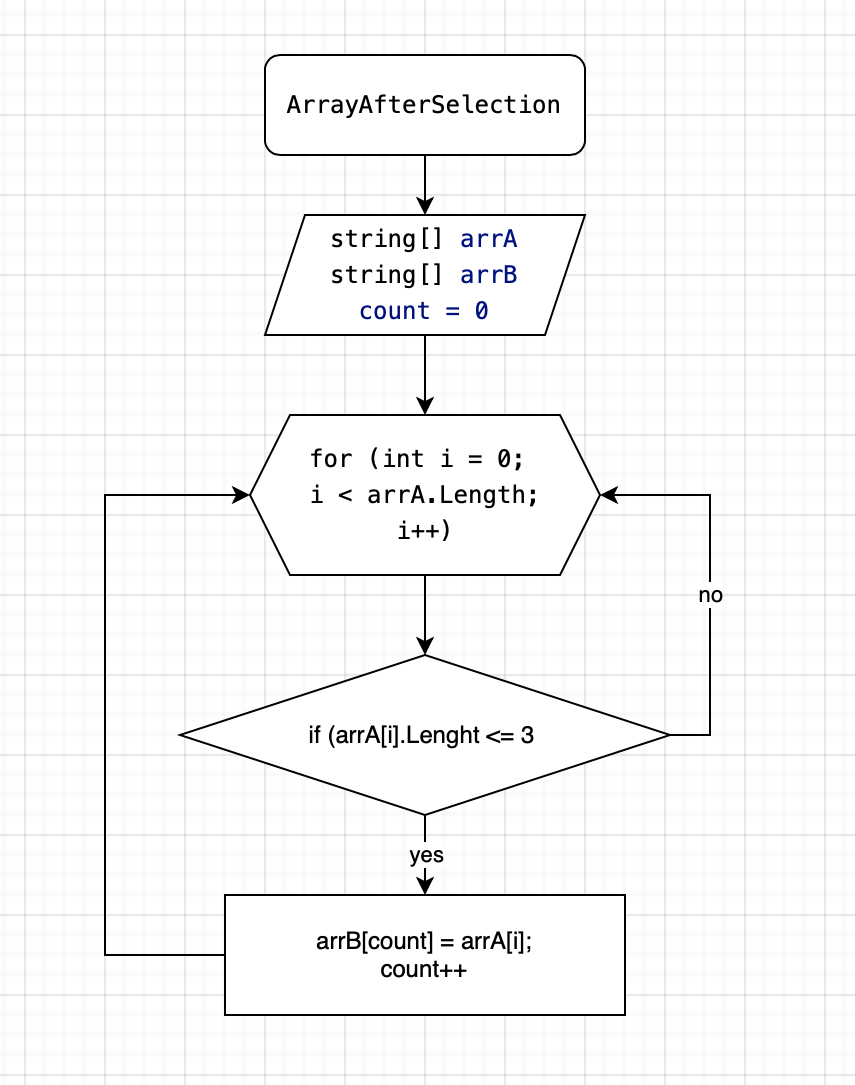 ArrayAfterSelection
string[] arrA
string[] arrB
count = 0
for (int i = 0;
i < arrA.Length;
i++)
no
if (arrA[i].Lenght <= 3
yes
arrB[count] = arrA[i];
count++